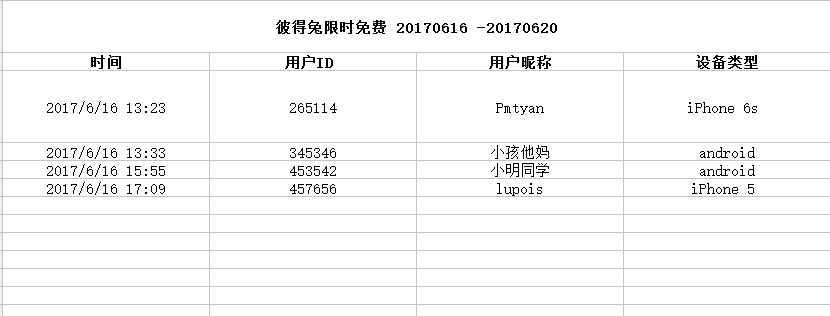 彼得兔限时免费 20170616 -20170620
时间 用户ID 用户昵称 设备类型
2017/6/16 13:23 265114 Pmtyan iPhone 6s
2017/6/16 13:33 345346 小孩他妈 android
2017/6/16 15:55 453542 小明同学 android
2017/6/16 17:09 457656 lupois iPhone 5